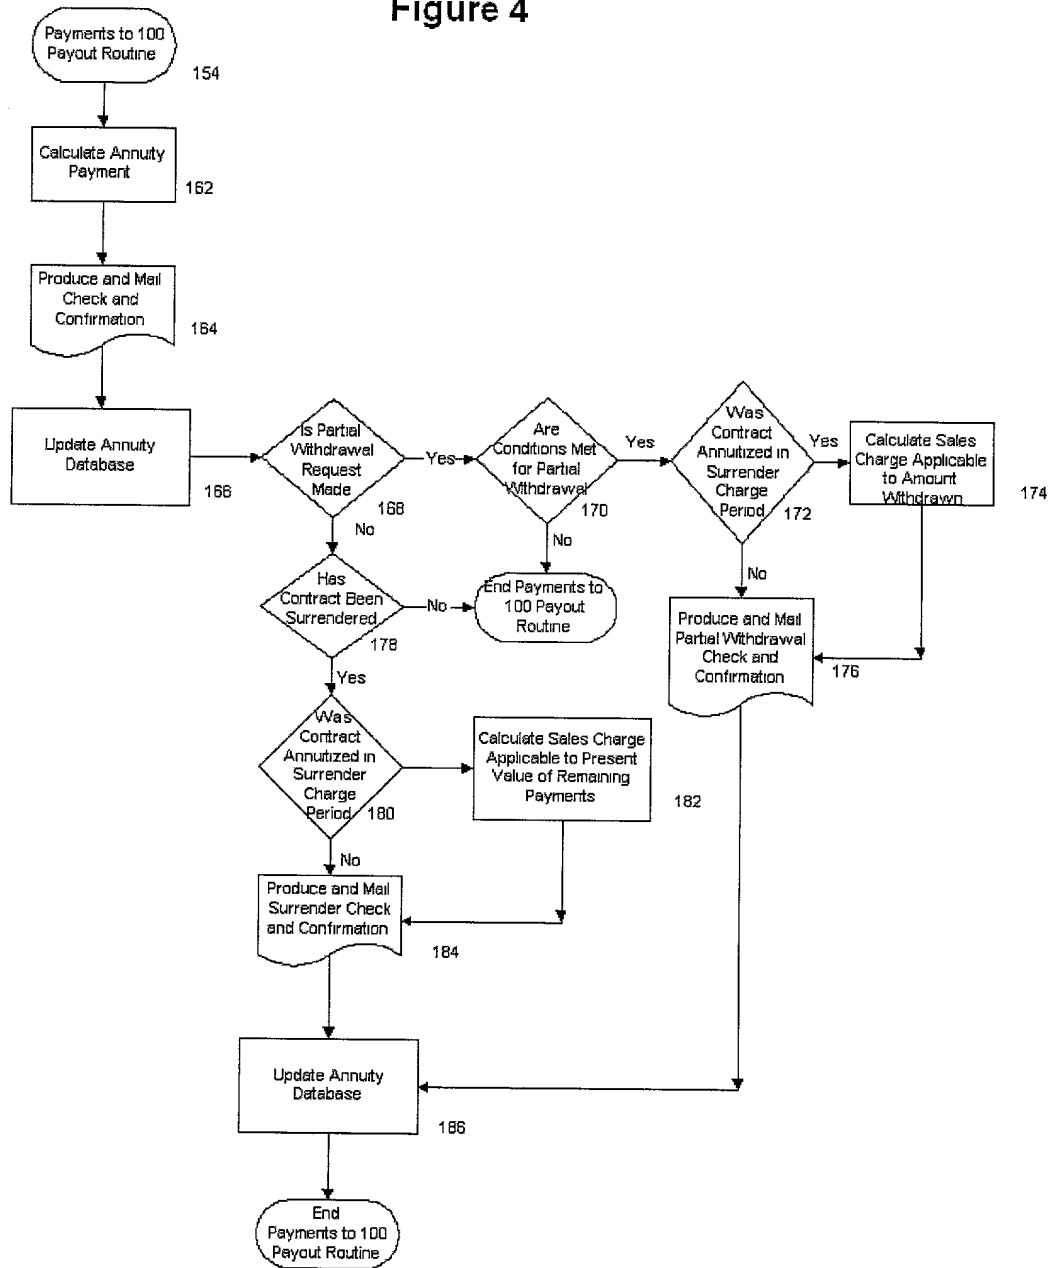 Figure 4
Payments to 100
Payout Routine
154
Calculate Annuity
Payment
162
Produce and Mail
Check and
Confirmation
164
Update Annuity
Database
166
Is Partial
Withdrawal
Request
Made
168
Yes
No
Are
Conditions Met
for Partial
Withdrawal
170
Yes
No
Was
Contract
Annuitized in
Surrender
Charge
Period
172
Yes
No
Calculate Sales
Charge Applicable
to Amount
Withdrawn
174
Has
Contract Been
Surrendered
178
No
Yes
End Payments to
100 Payout
Routine
Produce and Mail
Partial Withdrawal
Check and
Confirmation
176
Was
Contract
Annuitized in
Surrender
Charge
Period
180
No
Calculate Sales Charge
Applicable to Present
Value of Remaining
Payments
182
Produce and Mail
Surrender Check
and Confirmation
184
Update Annuity
Database
186
End
Payments to 100
Payout Routine